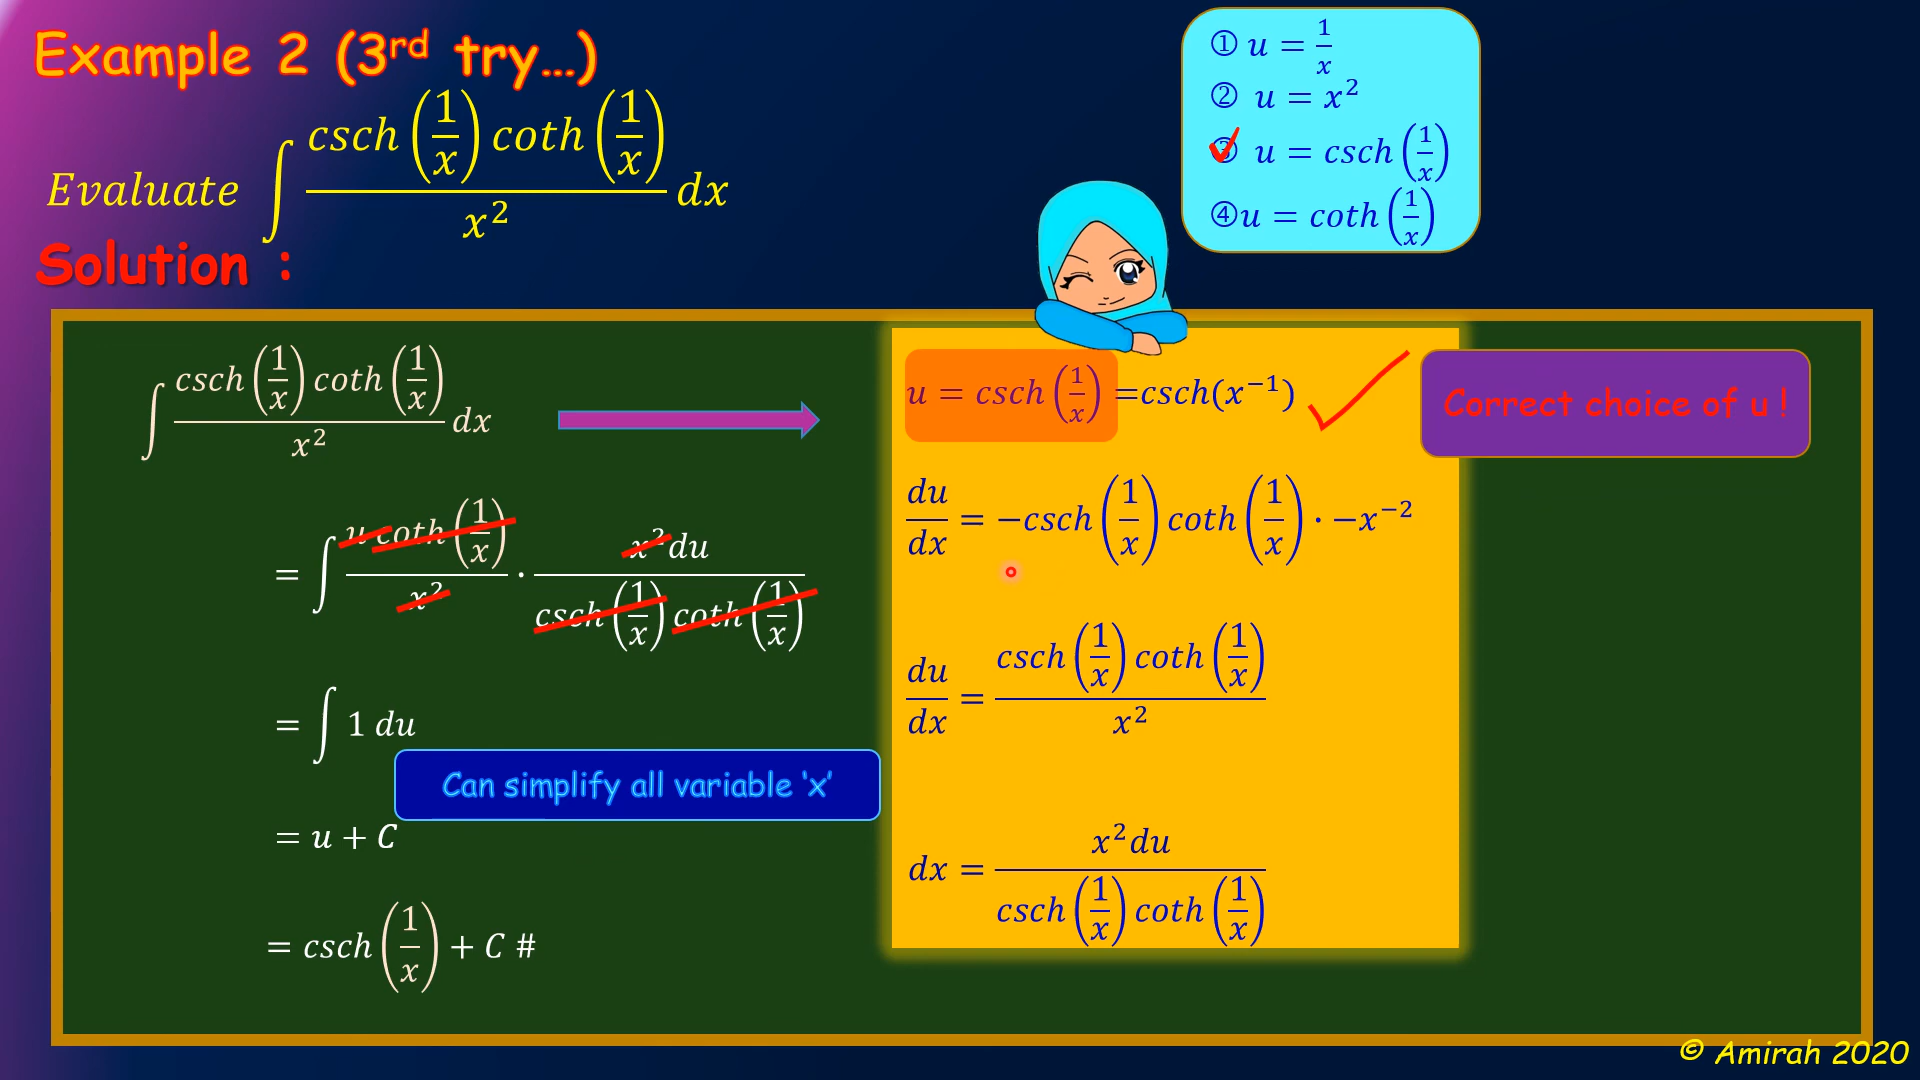 Example 2 (3rd try…)
① u = 1/x
② u = x²
③ u = csch(1/x)
④ u = coth(1/x)
Evaluate ∫ csch(1/x) coth(1/x) / x² dx
Solution :
∫ csch(1/x) coth(1/x) / x² dx
= ∫ u coth(1/x) / x² · x² du / csch(1/x) coth(1/x)
= ∫ 1 du
Can simplify all variable ‘x’
= u + C
= csch(1/x) + C #
u = csch(1/x) =csch(x⁻¹)
Correct choice of u !
du/dx = −csch(1/x) coth(1/x) · −x⁻²
du/dx = csch(1/x) coth(1/x) / x²
dx = x² du / csch(1/x) coth(1/x)
© Amirah 2020